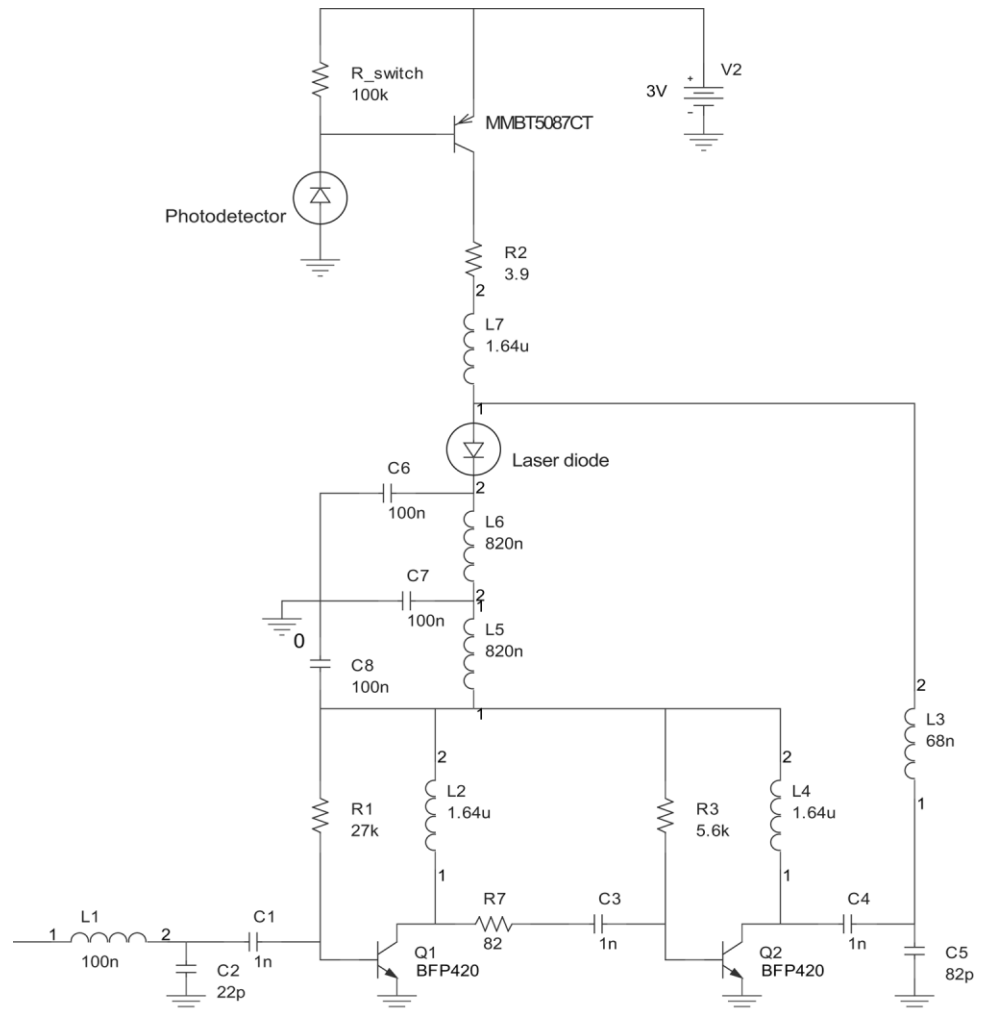 R_switch
100k
MMBT5087CT
+
V2
3V
-
Photodetector
R2
3.9
2
L7
1.64u
1
Laser diode
C6
100n
2
L6
820n
C7
100n
2
1
0
L5
820n
C8
100n
1
2
L3
68n
1
2
L2
1.64u
1
2
L4
1.64u
1
R1
27k
R3
5.6k
R7
82
C3
1n
C4
1n
1
L1
100n
2
C1
1n
C2
22p
Q1
BFP420
Q2
BFP420
C5
82p